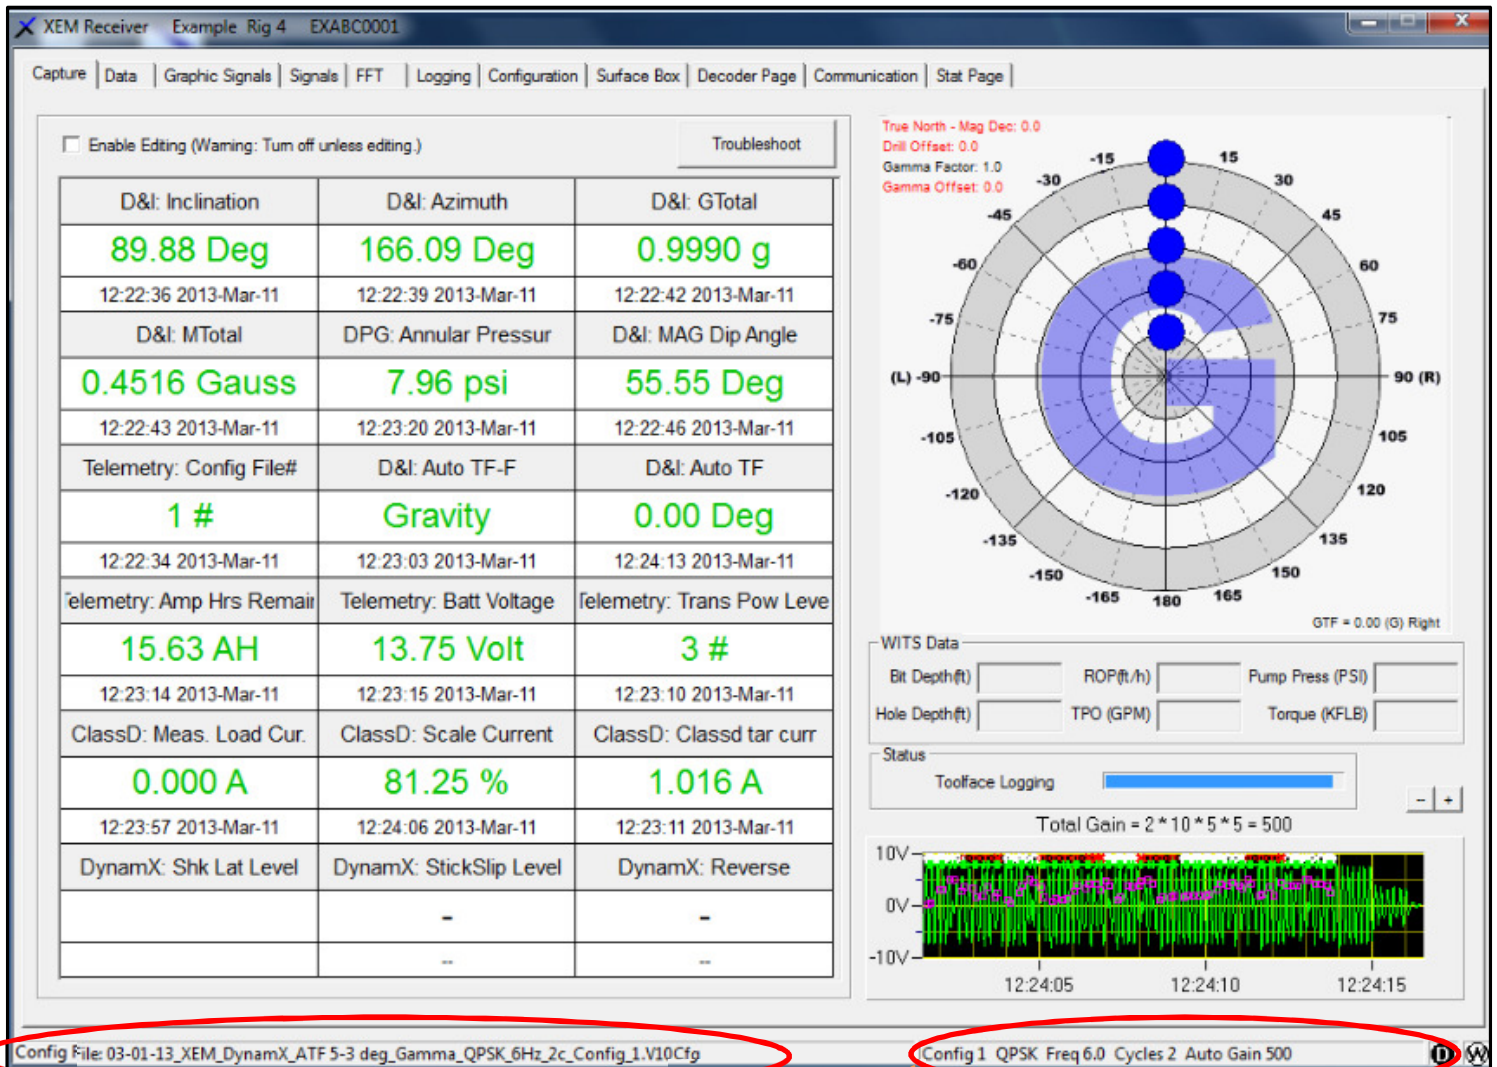 XEM Receiver Example Rig 4 EXABC0001
Capture Data Graphic Signals Signals FFT Logging Configuration Surface Box Decoder Page Communication Stat Page
Enable Editing (Warning: Turn off unless editing.) Troubleshoot
D&I: Inclination D&I: Azimuth D&I: GTotal
89.88 Deg 166.09 Deg 0.9990 g
12:22:36 2013-Mar-11 12:22:39 2013-Mar-11 12:22:42 2013-Mar-11
D&I: MTotal DPG: Annular Pressur D&I: MAG Dip Angle
0.4516 Gauss 7.96 psi 55.55 Deg
12:22:43 2013-Mar-11 12:23:20 2013-Mar-11 12:22:46 2013-Mar-11
Telemetry: Config File# D&I: Auto TF-F D&I: Auto TF
1 # Gravity 0.00 Deg
12:22:34 2013-Mar-11 12:23:03 2013-Mar-11 12:24:13 2013-Mar-11
elemetry: Amp Hrs Remair Telemetry: Batt Voltage elemetry: Trans Pow Leve
15.63 AH 13.75 Volt 3 #
12:23:14 2013-Mar-11 12:23:15 2013-Mar-11 12:23:10 2013-Mar-11
ClassD: Meas. Load Cur. ClassD: Scale Current ClassD: Classd tar curr
0.000 A 81.25 % 1.016 A
12:23:57 2013-Mar-11 12:24:06 2013-Mar-11 12:23:11 2013-Mar-11
DynamX: Shk Lat Level DynamX: StickSlip Level DynamX: Reverse
- -
-- --
True North - Mag Dec: 0.0
Drill Offset: 0.0
Gamma Factor: 1.0
Gamma Offset: 0.0
-15 15
-30 30
-45 45
-60 60
-75 75
(L) -90 90 (R)
-105 105
-120 120
-135 135
-150 150
-165 180 165
G
GTF = 0.00 (G) Right
WITS Data
Bit Depth(ft) ROP(ft/h) Pump Press (PSI)
Hole Depth(ft) TPO (GPM) Torque (KFLB)
Status
Toolface Logging
- +
Total Gain = 2 * 10 * 5 * 5 = 500
10V
0V
-10V
12:24:05 12:24:10 12:24:15
Config File: 03-01-13_XEM_DynamX_ATF 5-3 deg_Gamma_QPSK_6Hz_2c_Config_1.V10Cfg
Config 1 QPSK Freq 6.0 Cycles 2 Auto Gain 500 D W